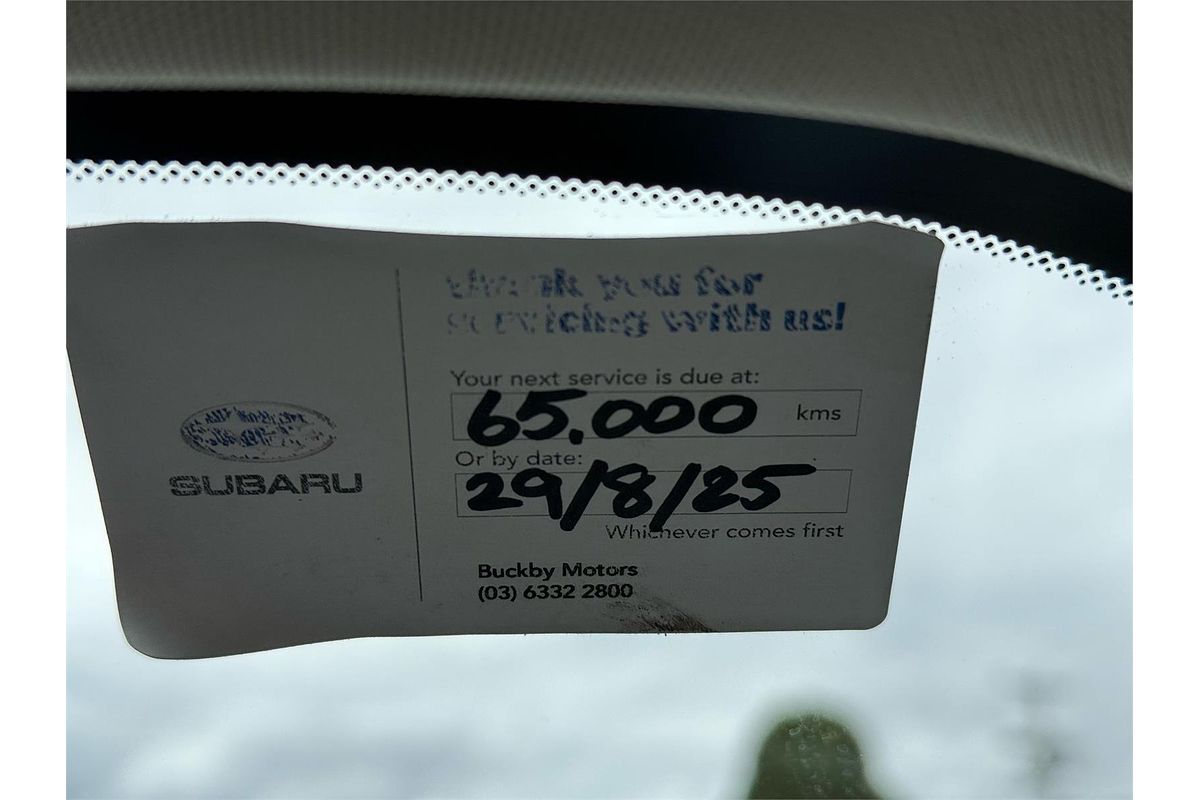 SUBARU
thank you for
servicing with us!
Your next service is due at:
65.000 kms
Or by date:
29/8/25
Whichever comes first
Buckby Motors
(03) 6332 2800